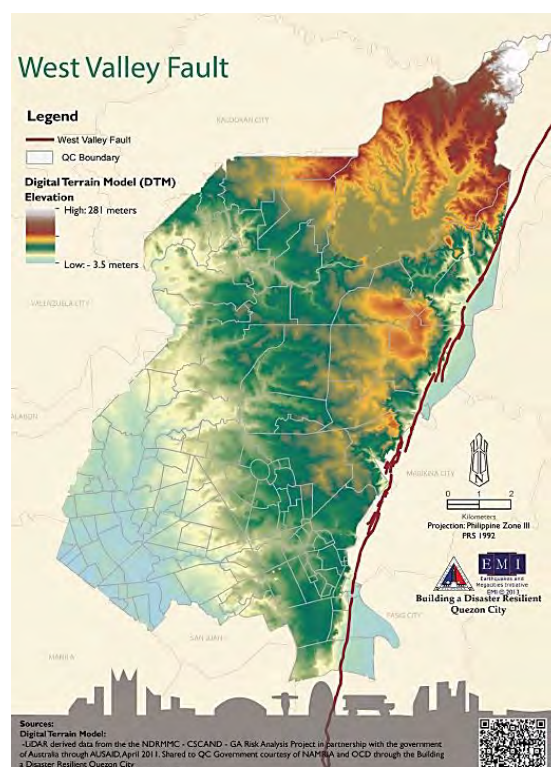 West Valley Fault
Legend
West Valley Fault
QC Boundary
Digital Terrain Model (DTM)
Elevation
High: 281 meters
Low: - 3.5 meters
KALOOKAN CITY
VALENZUELA CITY
MALABON
MARIKINA CITY
N
0 1 2
Kilometers
Projection: Philippine Zone III
PRS 1992
EMI
Earthquakes and
Megacities Initiative
EMI © 2013
Building a Disaster Resilient
Quezon City
PASIG CITY
SAN JUAN
MANILA
Sources:
Digital Terrain Model:
-LiDAR derived data from the the NDRMMC - CSCAND - GA Risk Analysis Project in partnership with the government
of Australia through AUSAID, April 2011. Shared to QC Government courtesy of NAMRIA and OCD through the Building
a Disaster Resilient Quezon City